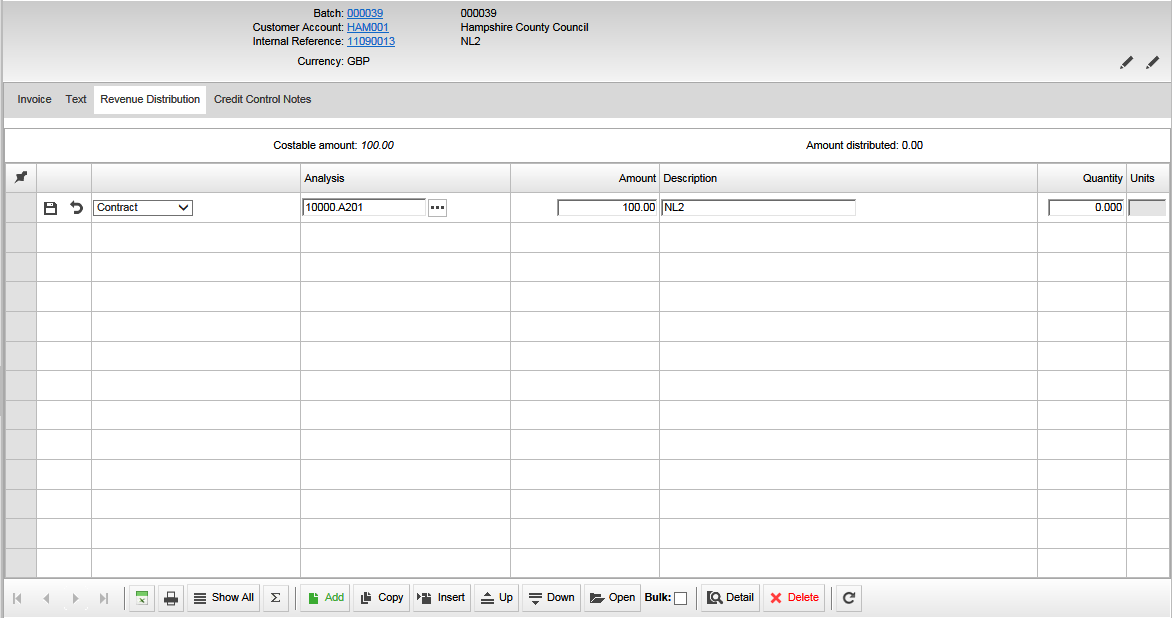 Batch: 000039 000039
Customer Account: HAM001 Hampshire County Council
Internal Reference: 11090013 NL2
Currency: GBP
Invoice Text Revenue Distribution Credit Control Notes
Costable amount: 100.00 Amount distributed: 0.00
Analysis Amount Description Quantity Units
Contract 10000.A201 ... 100.00 NL2 0.000
Show All Σ Add Copy Insert Up Down Open Bulk: Detail Delete